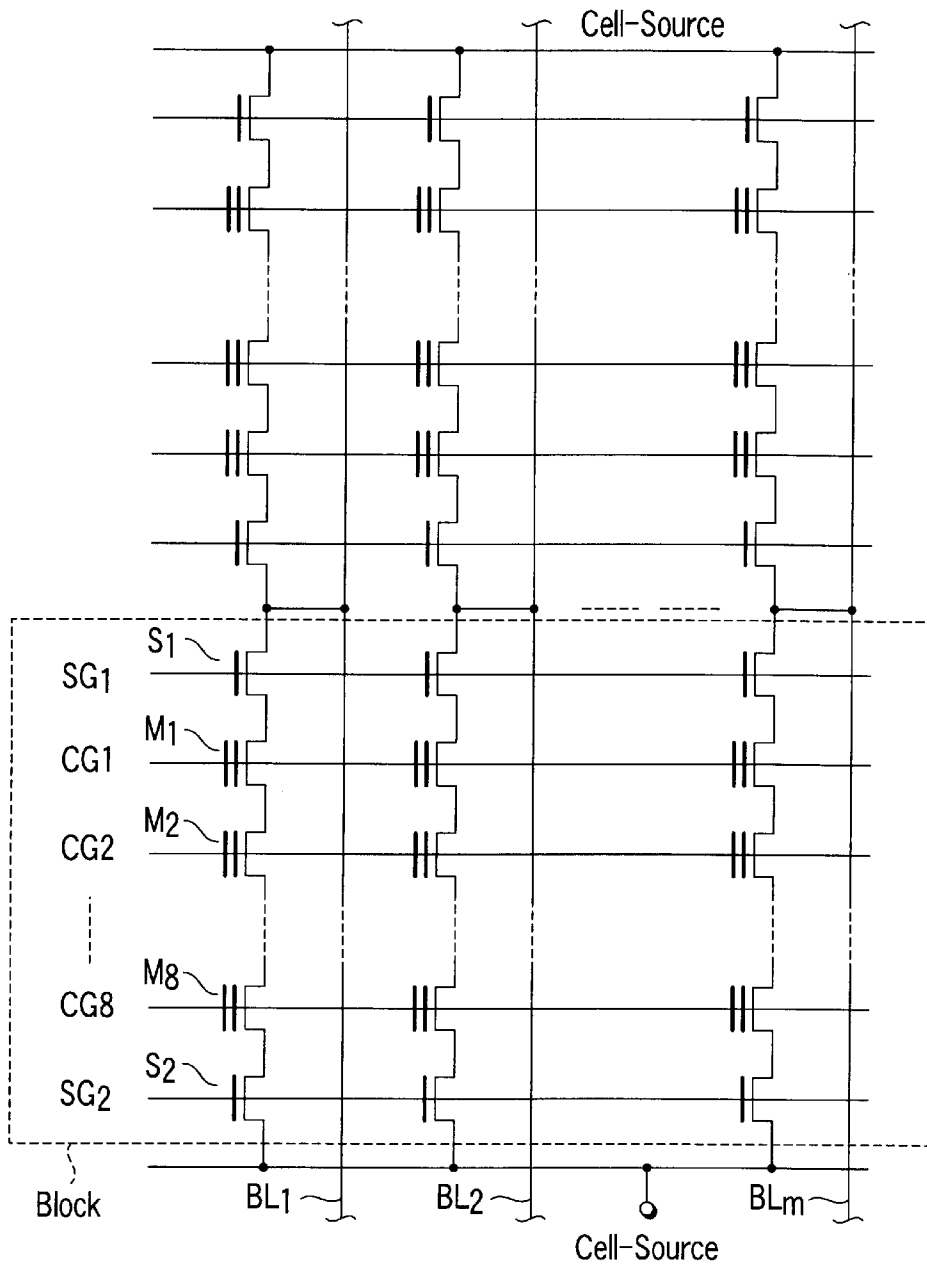 Cell-Source
S1
SG1
M1
CG1
M2
CG2
M8
CG8
S2
SG2
Block
BL1
BL2
BLm
Cell-Source